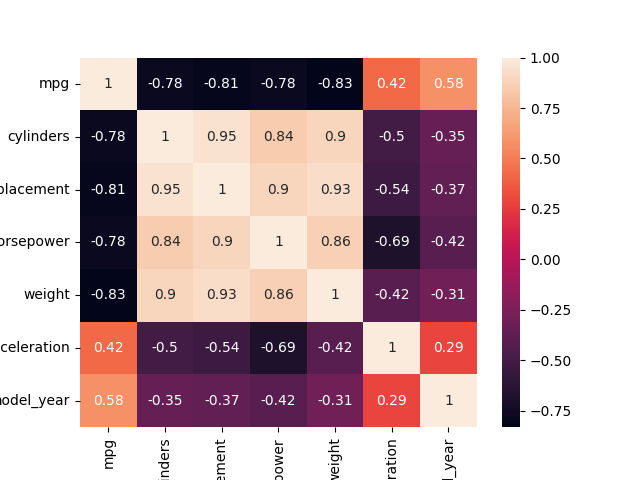 mpg 1 -0.78 -0.81 -0.78 -0.83 0.42 0.58
cylinders -0.78 1 0.95 0.84 0.9 -0.5 -0.35
placement -0.81 0.95 1 0.9 0.93 -0.54 -0.37
orsepower -0.78 0.84 0.9 1 0.86 -0.69 -0.42
weight -0.83 0.9 0.93 0.86 1 -0.42 -0.31
celeration 0.42 -0.5 -0.54 -0.69 -0.42 1 0.29
odel_year 0.58 -0.35 -0.37 -0.42 -0.31 0.29 1
mpg
inders
ement
power
weight
ration
l_year
1.00
0.75
0.50
0.25
0.00
−0.25
−0.50
−0.75